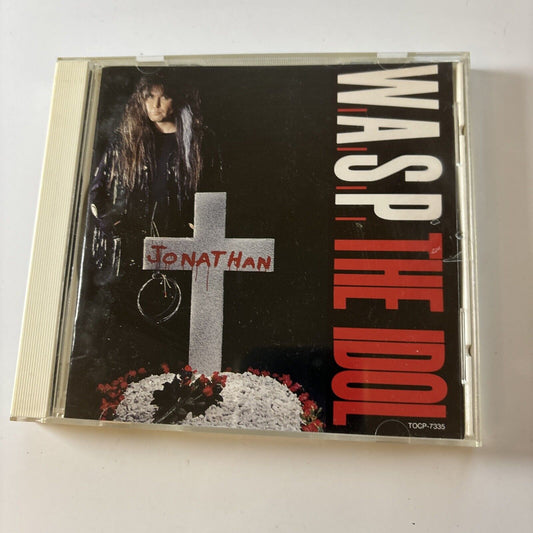 W.A.S.P
THE IDOL
JONATHAN
TOCP-7335